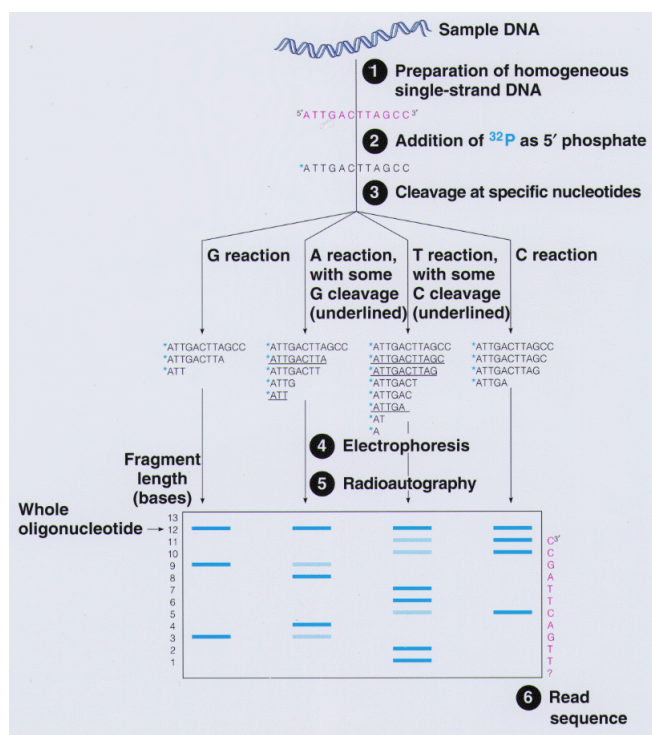 Sample DNA
1 Preparation of homogeneous
single-strand DNA
5'ATTGACTTAGCC3'
2 Addition of 32P as 5′ phosphate
*ATTGACTTAGCC
3 Cleavage at specific nucleotides
G reaction
A reaction,
with some
G cleavage
(underlined)
T reaction,
with some
C cleavage
(underlined)
C reaction
*ATTGACTTAGCC
*ATTGACTTA
*ATT
*ATTGACTTAGCC
*ATTGACTTA
*ATTGACTT
*ATTG
*ATT
*ATTGACTTAGCC
*ATTGACTTAGC
*ATTGACTTAG
*ATTGACT
*ATTGAC
*ATTGA
*AT
*A
*ATTGACTTAGCC
*ATTGACTTAGC
*ATTGACTTAG
*ATTGA
4 Electrophoresis
5 Radioautography
Fragment
length
(bases)
Whole
oligonucleotide
13
12
11
10
9
8
7
6
5
4
3
2
1
C3'
C
G
A
T
T
C
A
G
T
T
?
6 Read
sequence